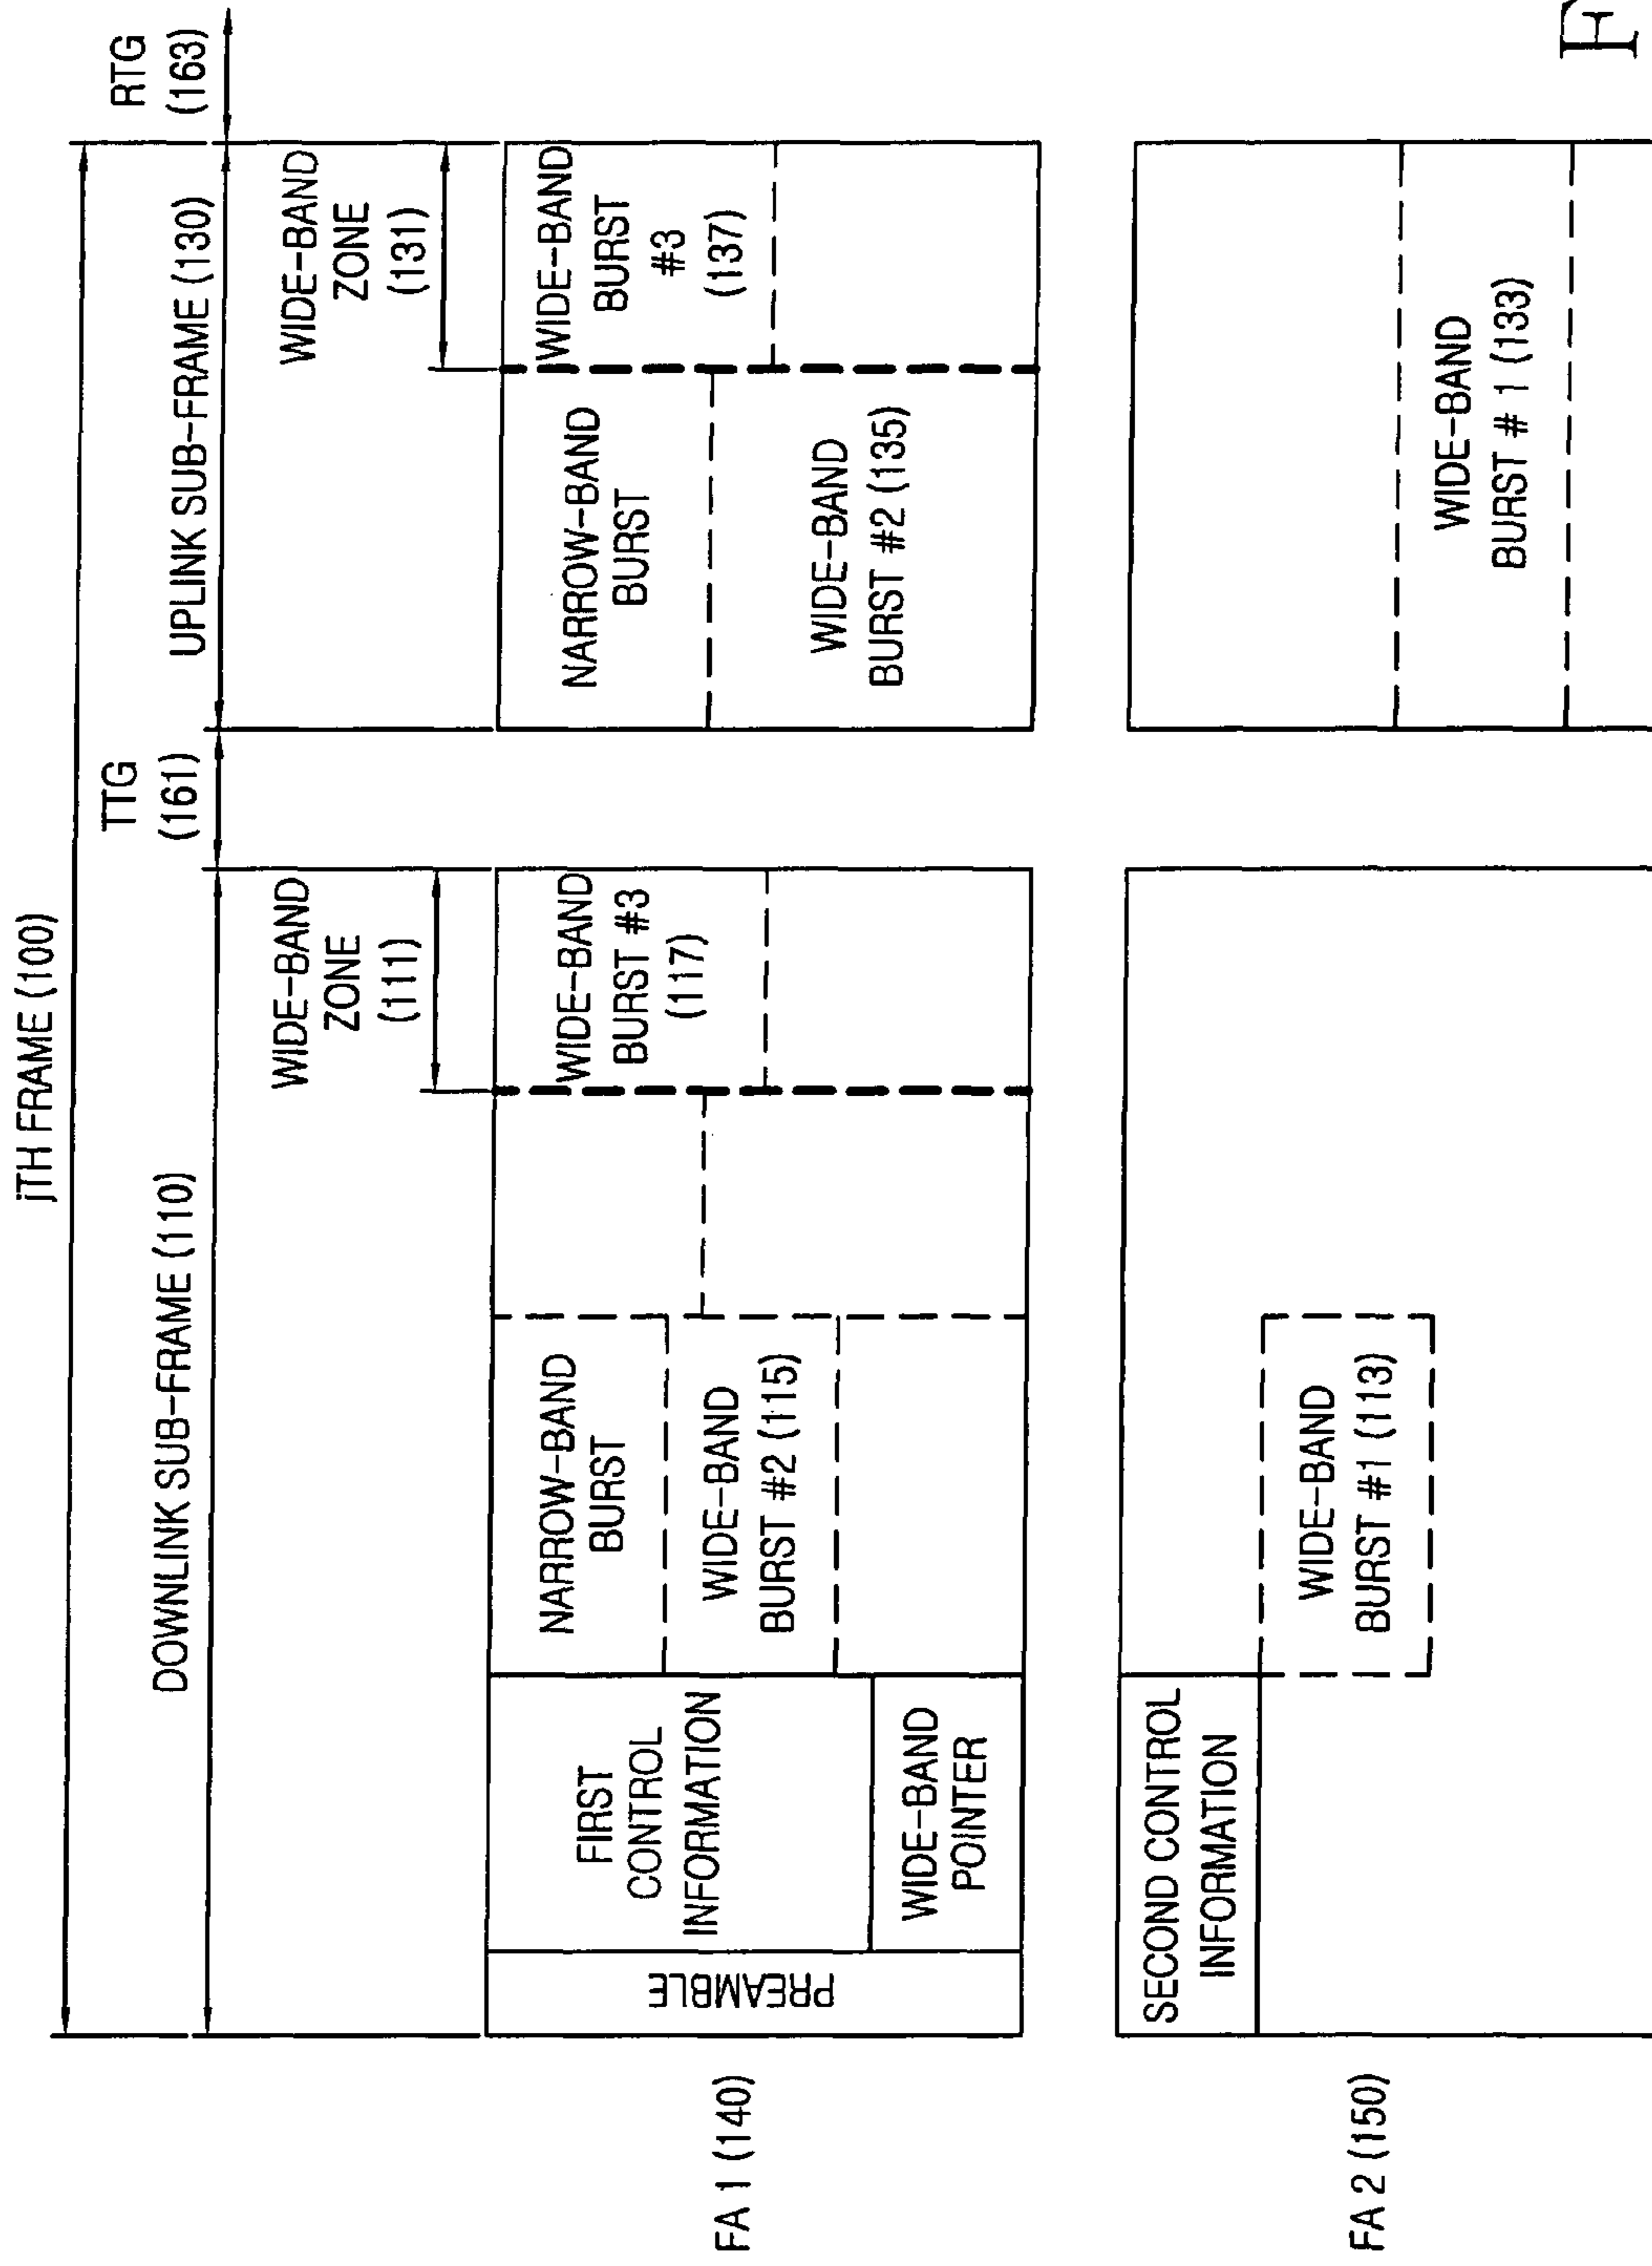 jTH FRAME (100)
DOWNLINK SUB-FRAME (110)
TTG
(161)
UPLINK SUB-FRAME (130)
RTG
(163)
WIDE-BAND
ZONE
(111)
WIDE-BAND
ZONE
(131)
FA 1 (140)
PREAMBLE
FIRST
CONTROL
INFORMATION
WIDE-BAND
POINTER
NARROW-BAND
BURST
WIDE-BAND
BURST #2 (115)
WIDE-BAND
BURST #3
(117)
NARROW-BAND
BURST
WIDE-BAND
BURST #2 (135)
WIDE-BAND
BURST
#3
(137)
FA 2 (150)
SECOND CONTROL
INFORMATION
WIDE-BAND
BURST #1 (113)
WIDE-BAND
BURST # 1 (133)
F